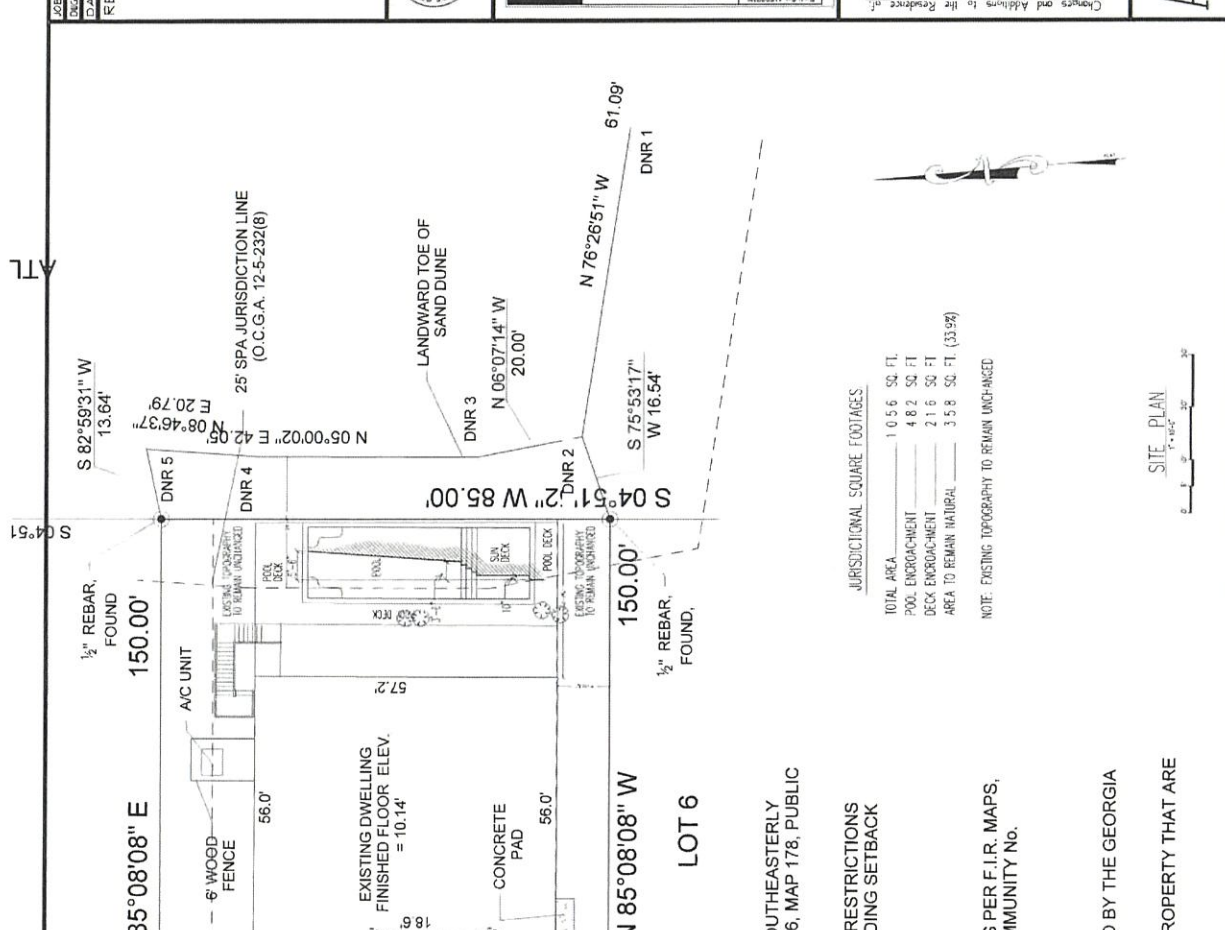 JOB
DWG
DA
RE
Changes and Additions to the Residence of:
ATL
S 82°59'31" W
13.64'
N 08°46'37"
E 20.79'
25' SPA JURISDICTION LINE
(O.C.G.A. 12-5-232(8)
S 04°51
½" REBAR,
FOUND
150.00'
DNR 5
DNR 4
N 05°00'02" E 42.05'
LANDWARD TOE OF
SAND DUNE
DNR 3
N 06°07'14" W
20.00'
N 76°26'51" W
61.09'
DNR 1
DNR 2
S 75°53'17"
W 16.54'
S 04°51' 2" W 85.00'
EXISTING TOPOGRAPHY
TO REMAIN UNCHANGED
POOL
DECK
POOL
SUN
DECK
POOL DECK
DECK
EXISTING TOPOGRAPHY
TO REMAIN UNCHANGED
150.00'
½" REBAR,
FOUND,
A/C UNIT
57.2'
85°08'08" E
6' WOOD
FENCE
56.0'
EXISTING DWELLING
FINISHED FLOOR ELEV.
= 10.14'
18.6'
CONCRETE
PAD
56.0'
N 85°08'08" W
LOT 6
JURISDICTIONAL SQUARE FOOTAGES
TOTAL AREA 1056 SQ. FT.
POOL ENCROACHMENT 482 SQ. FT
DECK ENCROACHMENT 216 SQ. FT
AREA TO REMAIN NATURAL 358 SQ. FT. (33.9%)
NOTE: EXISTING TOPOGRAPHY TO REMAIN UNCHANGED
SITE PLAN
OUTHEASTERLY
6, MAP 178, PUBLIC
RESTRICTIONS
DING SETBACK
S PER F.I.R. MAPS,
MMUNITY No.
D BY THE GEORGIA
ROPERTY THAT ARE